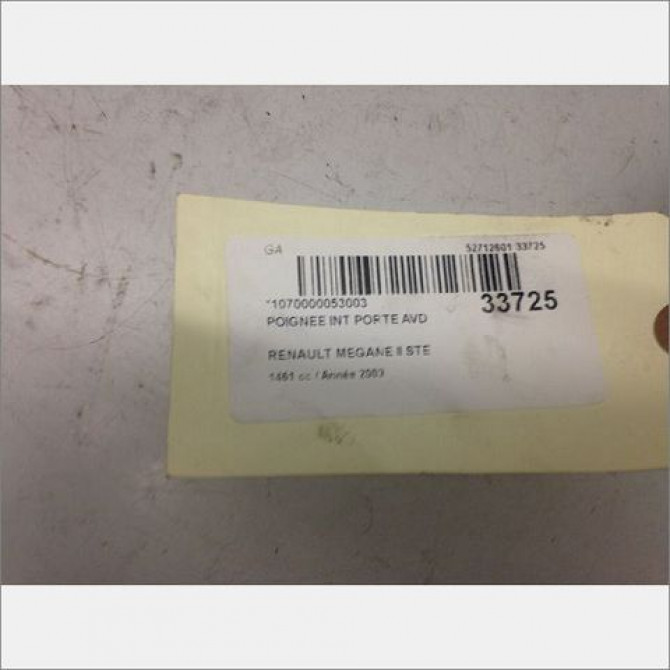 GA 52712601 33725
*1070000053003 33725
POIGNEE INT PORTE AVD
RENAULT MEGANE II STE
1461 cc / Année 2003